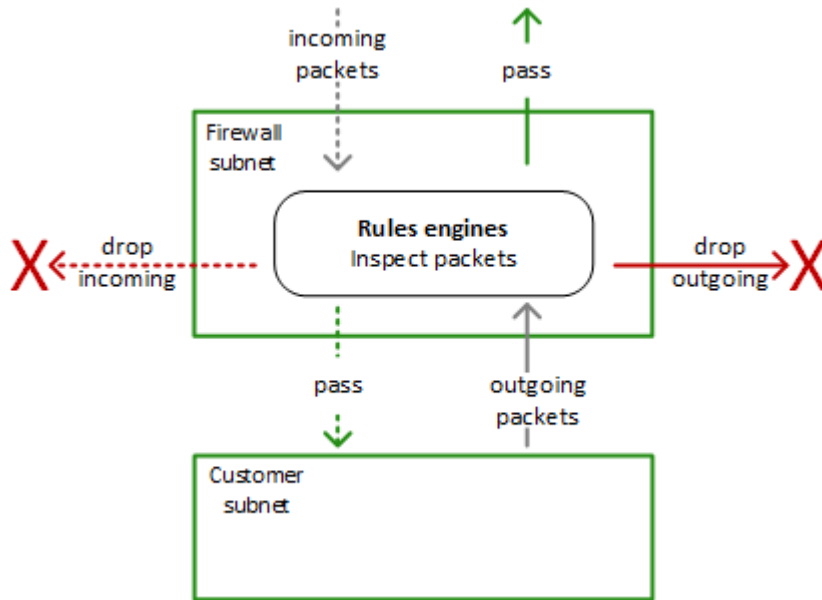 incoming
packets
pass
Firewall
subnet
Rules engines
Inspect packets
X
drop
incoming
drop
outgoing
X
pass
outgoing
packets
Customer
subnet